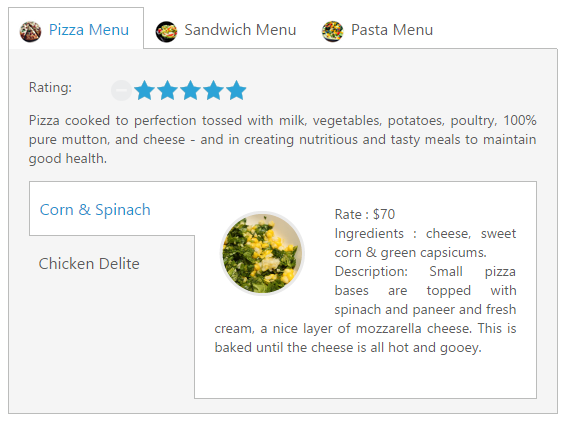 Pizza Menu Sandwich Menu Pasta Menu
Rating:
Pizza cooked to perfection tossed with milk, vegetables, potatoes, poultry, 100%
pure mutton, and cheese - and in creating nutritious and tasty meals to maintain
good health.
Corn & Spinach
Chicken Delite
Rate : $70
Ingredients : cheese, sweet
corn & green capsicums.
Description: Small pizza
bases are topped with
spinach and paneer and fresh
cream, a nice layer of mozzarella cheese. This is
baked until the cheese is all hot and gooey.